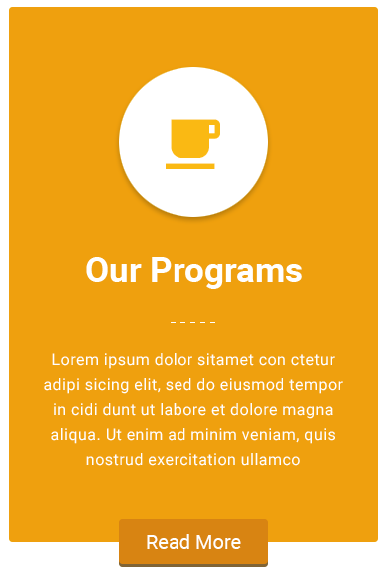 Our Programs
Lorem ipsum dolor sitamet con ctetur
adipi sicing elit, sed do eiusmod tempor
in cidi dunt ut labore et dolore magna
aliqua. Ut enim ad minim veniam, quis
nostrud exercitation ullamco
Read More